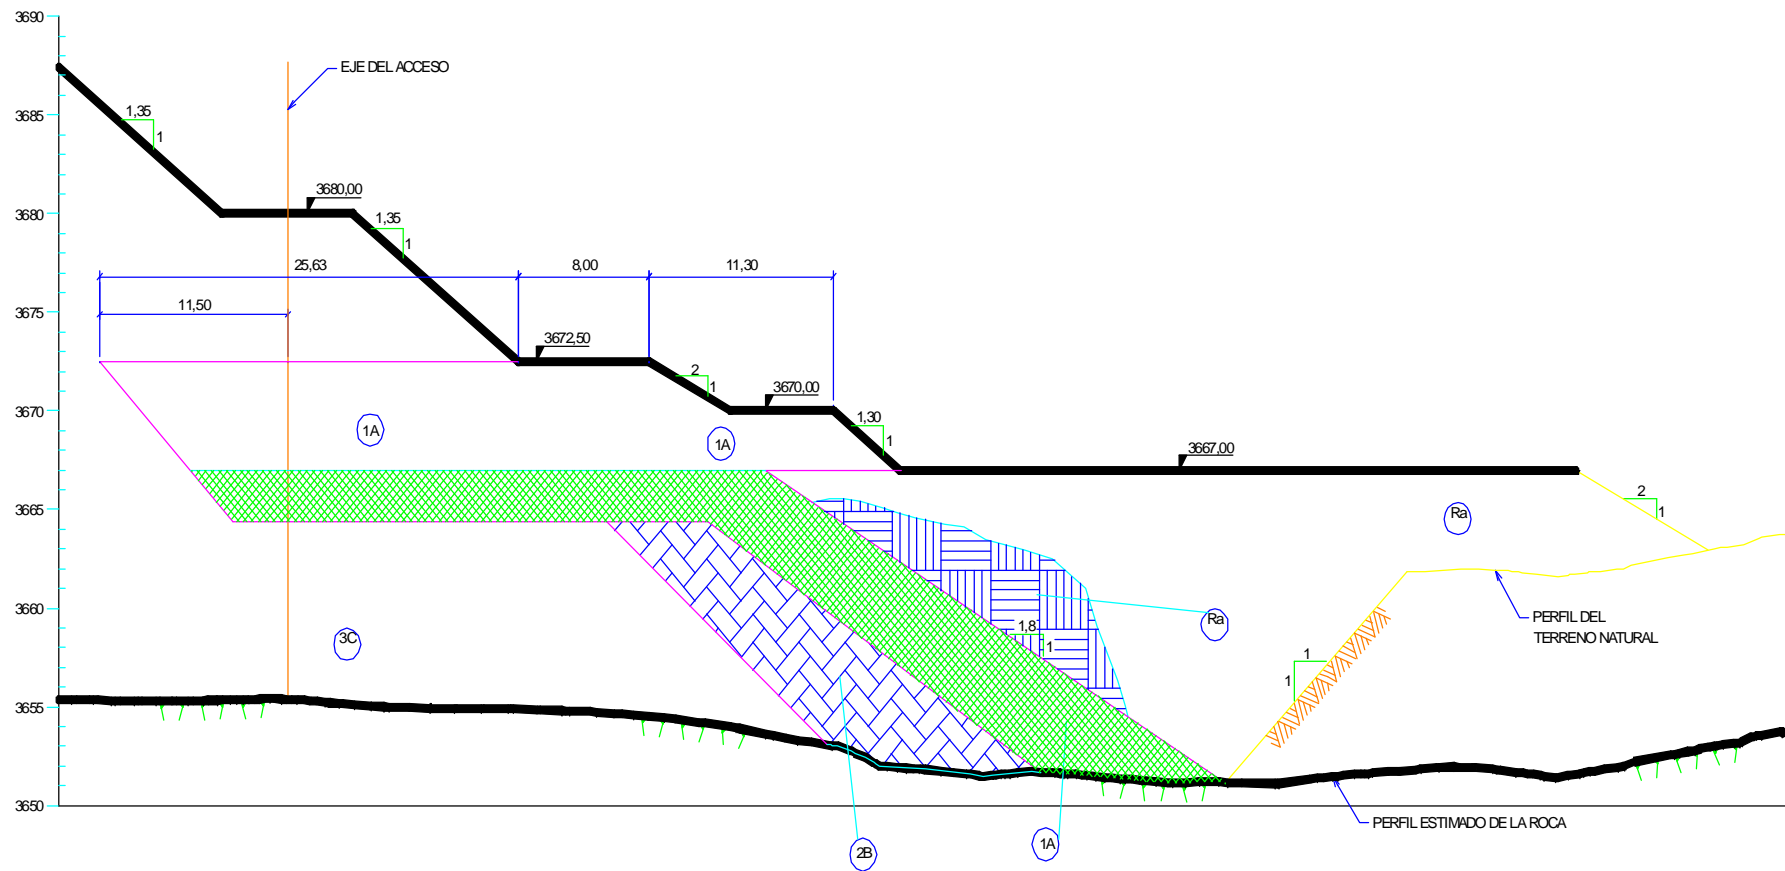 3690
EJE DEL ACCESO
3685
1,35
1
3680
3680,00
1,35
1
25,63
8,00
11,30
3675
11,50
3672,50
2
1
3670,00
3670
1A
1A
1,30
1
3667,00
3665
Ra
2
1
3660
Ra
PERFIL DEL
TERRENO NATURAL
3C
1,8
1
1
1
3655
3650
2B
1A
PERFIL ESTIMADO DE LA ROCA